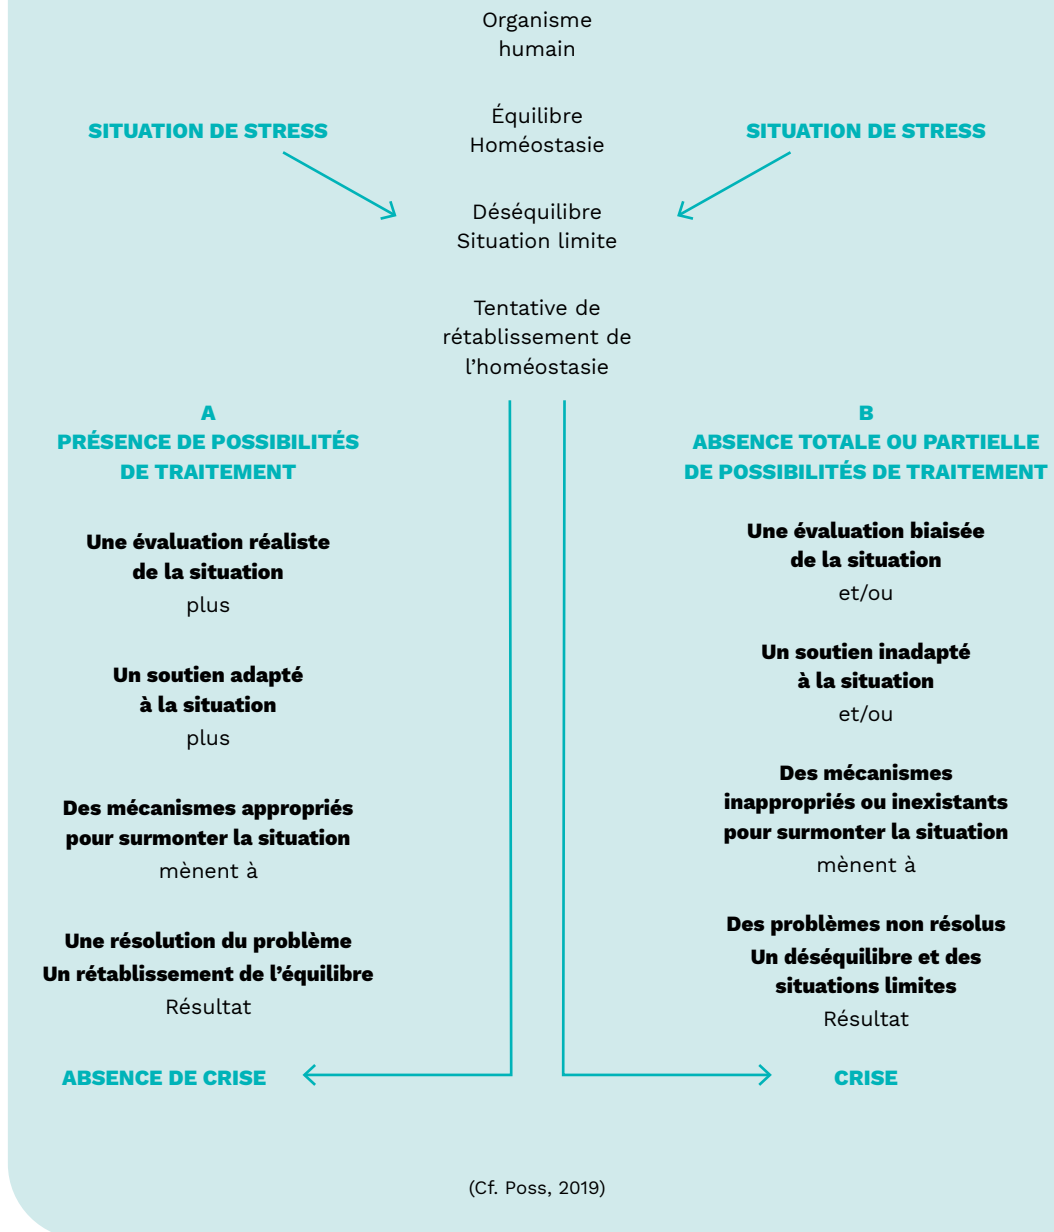 Organisme
humain
Équilibre
Homéostasie
SITUATION DE STRESS
SITUATION DE STRESS
Déséquilibre
Situation limite
Tentative de
rétablissement de
l’homéostasie
A
PRÉSENCE DE POSSIBILITÉS
DE TRAITEMENT
Une évaluation réaliste
de la situation
plus
Un soutien adapté
à la situation
plus
Des mécanismes appropriés
pour surmonter la situation
mènent à
Une résolution du problème
Un rétablissement de l’équilibre
Résultat
ABSENCE DE CRISE
B
ABSENCE TOTALE OU PARTIELLE
DE POSSIBILITÉS DE TRAITEMENT
Une évaluation biaisée
de la situation
et/ou
Un soutien inadapté
à la situation
et/ou
Des mécanismes
inappropriés ou inexistants
pour surmonter la situation
mènent à
Des problèmes non résolus
Un déséquilibre et des
situations limites
Résultat
CRISE
(Cf. Poss, 2019)